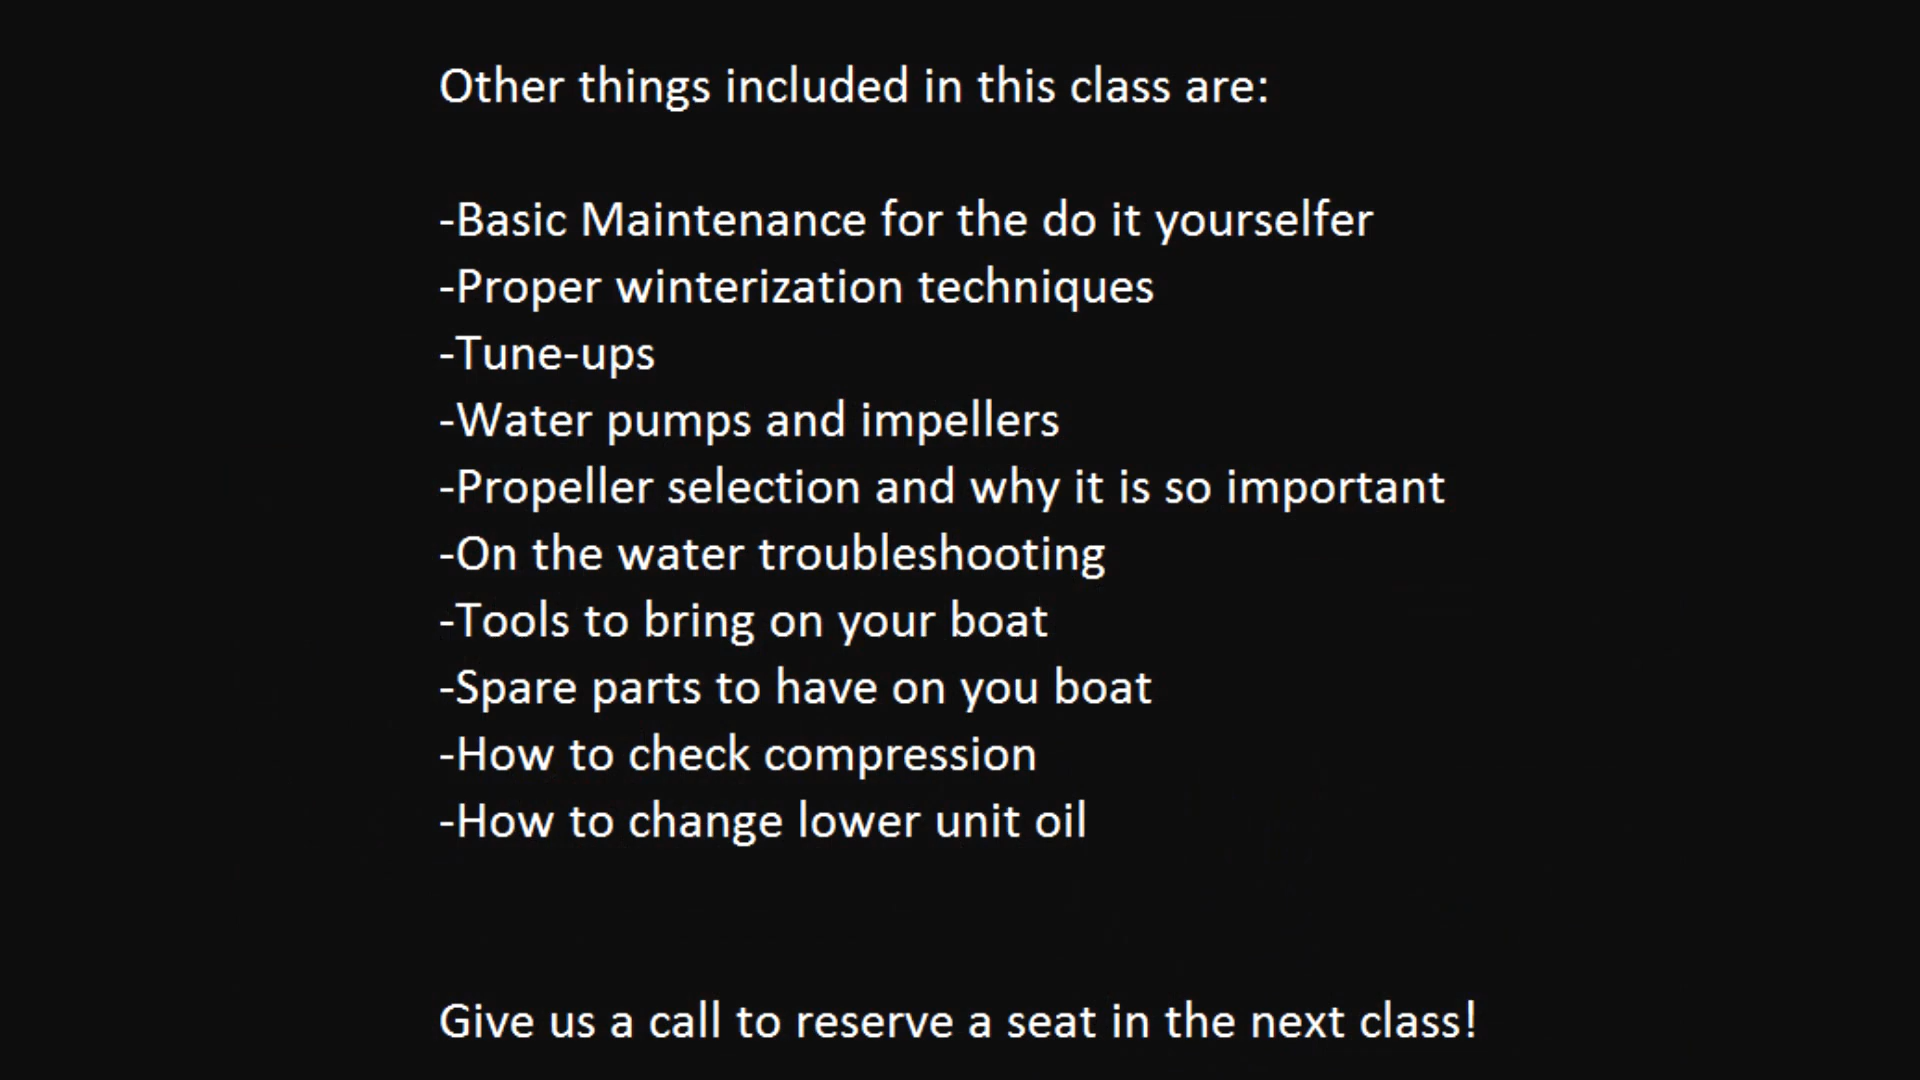 Other things included in this class are:
-Basic Maintenance for the do it yourselfer
-Proper winterization techniques
-Tune-ups
-Water pumps and impellers
-Propeller selection and why it is so important
-On the water troubleshooting
-Tools to bring on your boat
-Spare parts to have on you boat
-How to check compression
-How to change lower unit oil
Give us a call to reserve a seat in the next class!